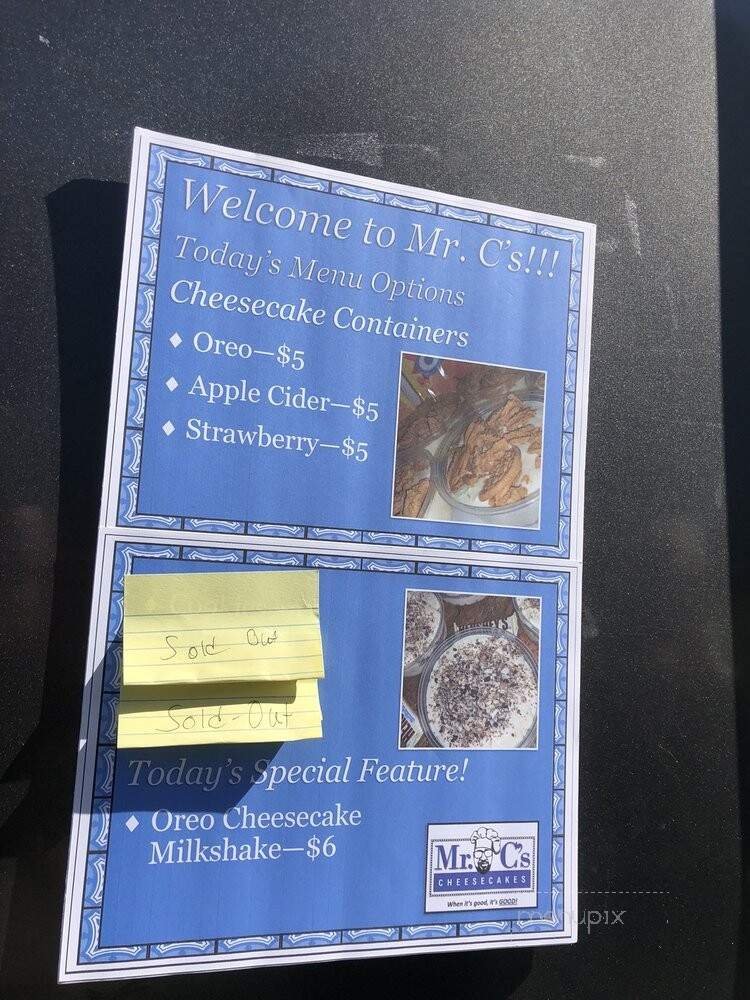 Welcome to Mr. C's!!!
Today's Menu Options
Cheesecake Containers
♦ Oreo—$5
♦ Apple Cider—$5
♦ Strawberry—$5
Sold Out
Sold-Out
Today's Special Feature!
♦ Oreo Cheesecake
Milkshake—$6
Mr. C's
CHEESECAKES
When it's good, it's GOOD!
menupix